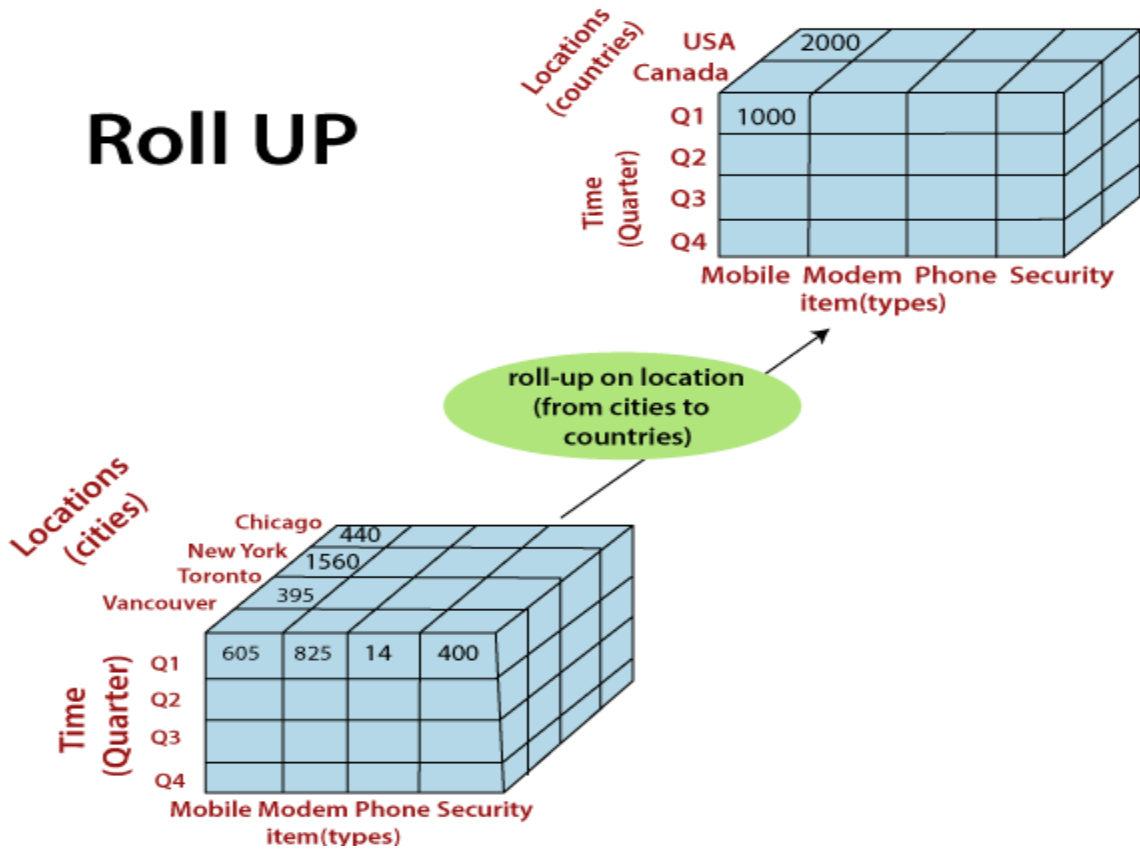 Roll UP
Locations
(countries)
USA
Canada
2000
Q1
1000
Q2
Q3
Q4
Time
(Quarter)
Mobile Modem Phone Security
item(types)
roll-up on location
(from cities to
countries)
Locations
(cities)
Chicago
440
New York
1560
Toronto
395
Vancouver
605 825 14 400
Q1
Q2
Q3
Q4
Time
(Quarter)
Mobile Modem Phone Security
item(types)